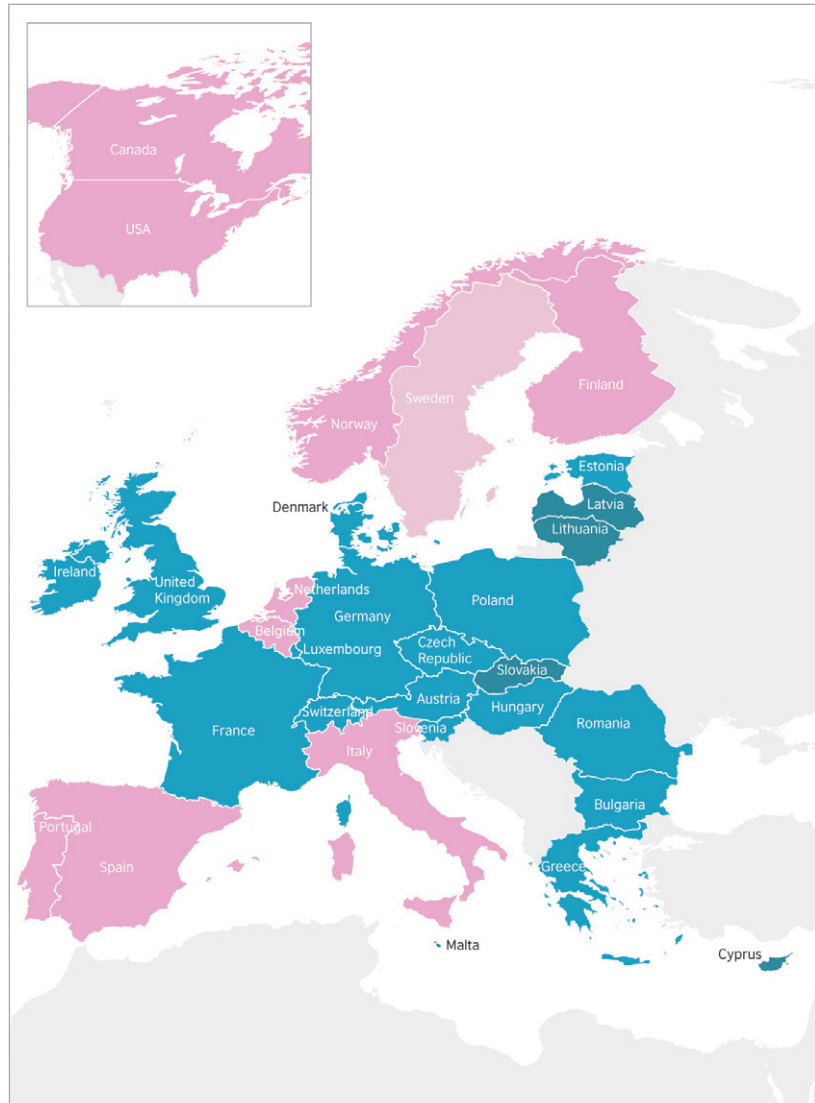 Canada
USA
Finland
Sweden
Norway
Estonia
Denmark
Latvia
Lithuania
Ireland
United
Kingdom
Netherlands
Germany
Poland
Belgium
Luxembourg
Czech
Republic
Slovakia
Austria
Switzerland
Hungary
France
Slovenia
Romania
Italy
Bulgaria
Portugal
Spain
Greece
Malta
Cyprus